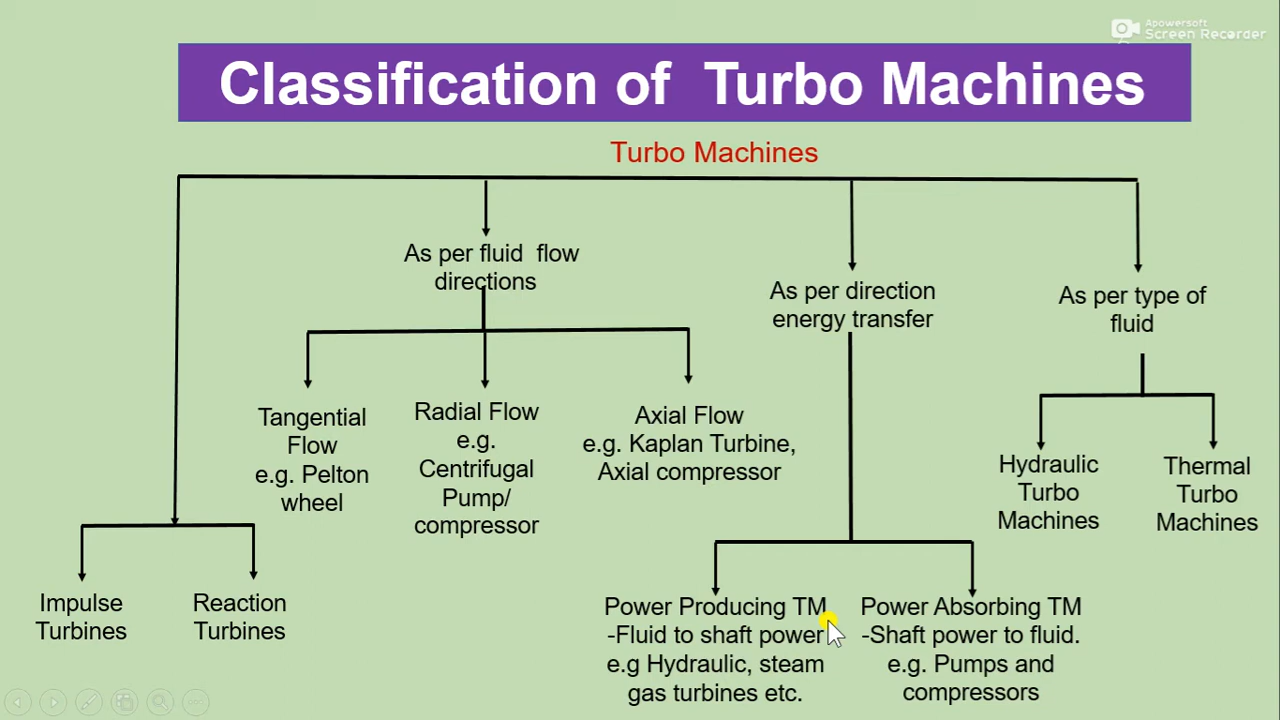 Apowersoft
Screen Recorder
Classification of Turbo Machines
Turbo Machines
As per fluid flow
directions
As per direction
energy transfer
As per type of
fluid
Tangential
Flow
e.g. Pelton
wheel
Radial Flow
e.g.
Centrifugal
Pump/
compressor
Axial Flow
e.g. Kaplan Turbine,
Axial compressor
Hydraulic
Turbo
Machines
Thermal
Turbo
Machines
Impulse
Turbines
Reaction
Turbines
Power Producing TM
-Fluid to shaft power
e.g Hydraulic, steam
gas turbines etc.
Power Absorbing TM
-Shaft power to fluid.
e.g. Pumps and
compressors